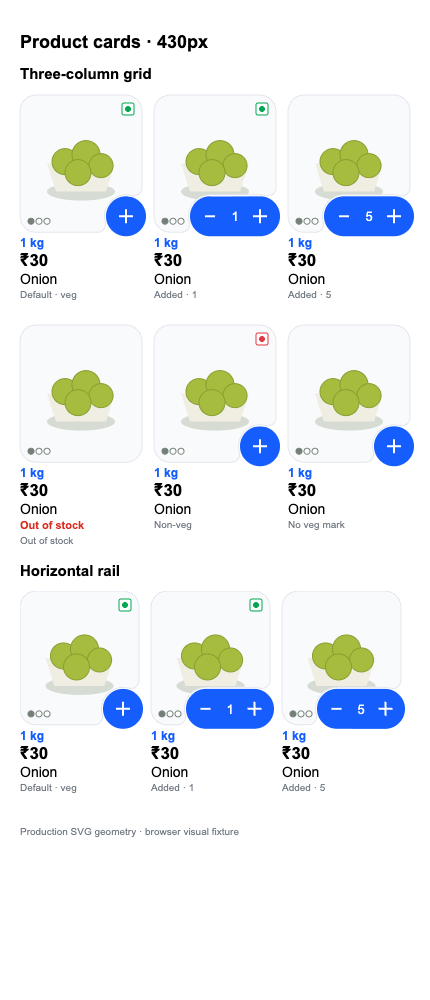 Product cards · 430px
Three-column grid
1
5
1 kg
₹30
Onion
Default · veg
1 kg
₹30
Onion
Added · 1
1 kg
₹30
Onion
Added · 5
1 kg
₹30
Onion
Out of stock
Out of stock
1 kg
₹30
Onion
Non-veg
1 kg
₹30
Onion
No veg mark
Horizontal rail
1
5
1 kg
₹30
Onion
Default · veg
1 kg
₹30
Onion
Added · 1
1 kg
₹30
Onion
Added · 5
Production SVG geometry · browser visual fixture